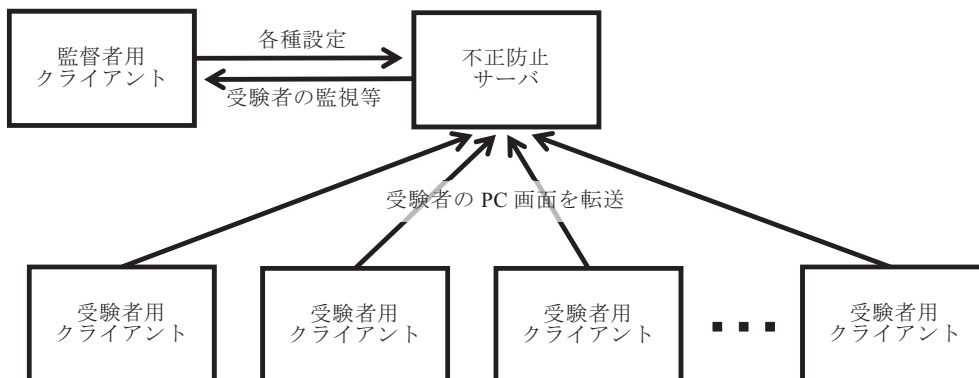 監督者用
クライアント
各種設定
受験者の監視等
不正防止
サーバ
受験者の PC 画面を転送
受験者用
クライアント
受験者用
クライアント
受験者用
クライアント
受験者用
クライアント